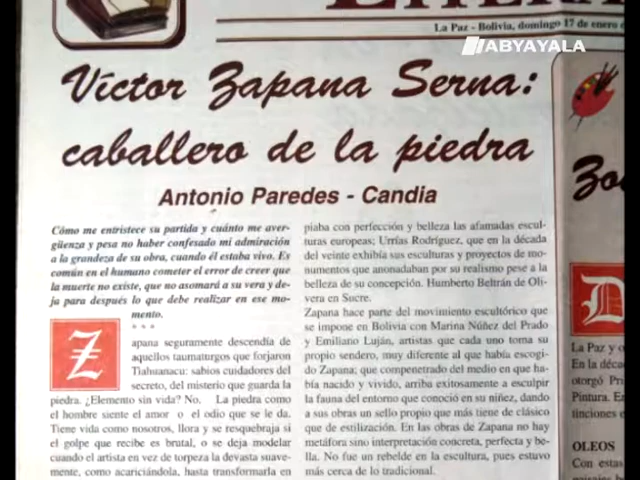 La Paz - Bolivia, domingo 17 de enero
ABYAYALA
Víctor Zapana Serna:
caballero de la piedra
Antonio Paredes - Candia
Cómo me entristece su partida y cuánto me aver-
güenza y pesa no haber confesado mi admiración
a la grandeza de su obra, cuando él estaba vivo. Es
común en el humano cometer el error de creer que
la muerte no existe, que no asomará a su vera y de-
ja para después lo que debe realizar en ese mo-
mento.
* * *
Z
apana seguramente descendía de
aquellos taumaturgos que forjaron
Tiahuanacu: sabios cuidadores del
secreto, del misterio que guarda la
piedra. ¿Elemento sin vida? No. La piedra como
el hombre siente el amor o el odio que se le da.
Tiene vida como nosotros, llora y se resquebraja si
el golpe que recibe es brutal, o se deja modelar
cuando el artista en vez de torpeza la devasta suave-
mente, como acariciándola, hasta transformarla en
piaba con perfección y belleza las afamadas escul-
turas europeas; Urrías Rodríguez, que en la década
del veinte exhibía sus esculturas y proyectos de mo-
numentos que anonadaban por su realismo pese a la
belleza de su concepción. Humberto Beltrán de Oli-
vera en Sucre.
Zapana hace parte del movimiento escultórico que
se impone en Bolivia con Marina Núñez del Prado
y Emiliano Luján, artistas que cada uno toma su
propio sendero, muy diferente al que había escogi-
do Zapana; que compenetrado del medio en que ha-
bía nacido y vivido, arriba exitosamente a esculpir
la fauna del entorno que conoció en su niñez, dando
a sus obras un sello propio que más tiene de clásico
que de estilización. En las obras de Zapana no hay
metáfora sino interpretación concreta, perfecta y be-
lla. No fue un rebelde en la escultura, pues estuvo
más cerca de lo tradicional.
D
La Paz y
En la déca
otorgó Pri
Pintura. En
tinciones e
OLEOS